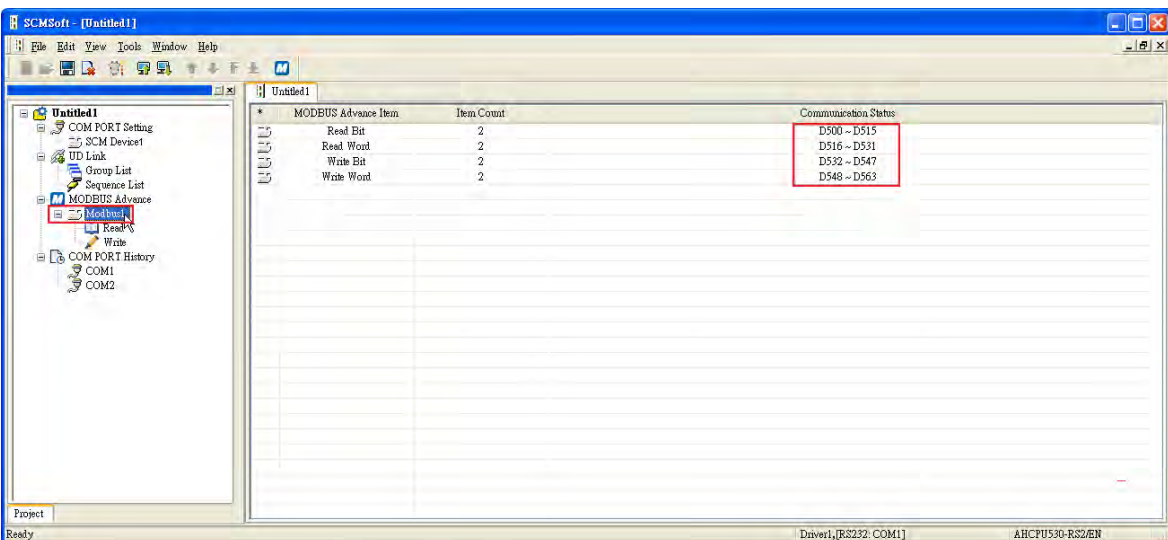 SCMSoft - [Untitled1]
File Edit View Tools Window Help
Untitled1
COM PORT Setting
SCM Device1
UD Link
Group List
Sequence List
MODBUS Advance
Modbus1
Read
Write
COM PORT History
COM1
COM2
Project
Untitled1
* MODBUS Advance Item Item Count Communication Status
Read Bit 2 D500 ~ D515
Read Word 2 D516 ~ D531
Write Bit 2 D532 ~ D547
Write Word 2 D548 ~ D563
Ready Driver1,[RS232: COM1] AHCPU530-RS2/EN